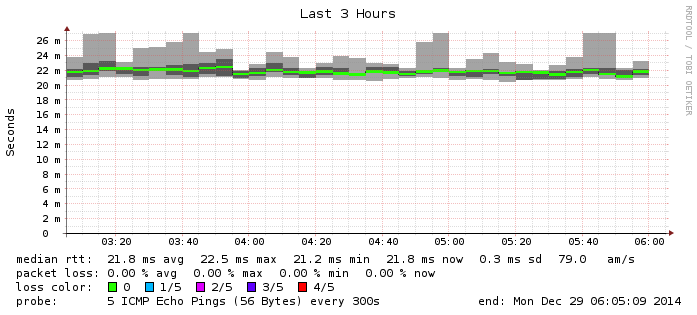 Last 3 Hours
RRDTOOL / TOBI OETIKER
Seconds
26 m
24 m
22 m
20 m
18 m
16 m
14 m
12 m
10 m
8 m
6 m
4 m
2 m
0
03:20 03:40 04:00 04:20 04:40 05:00 05:20 05:40 06:00
median rtt: 21.8 ms avg 22.5 ms max 21.2 ms min 21.8 ms now 0.3 ms sd 79.0 am/s
packet loss: 0.00 % avg 0.00 % max 0.00 % min 0.00 % now
loss color: 0 1/5 2/5 3/5 4/5
probe: 5 ICMP Echo Pings (56 Bytes) every 300s end: Mon Dec 29 06:05:09 2014